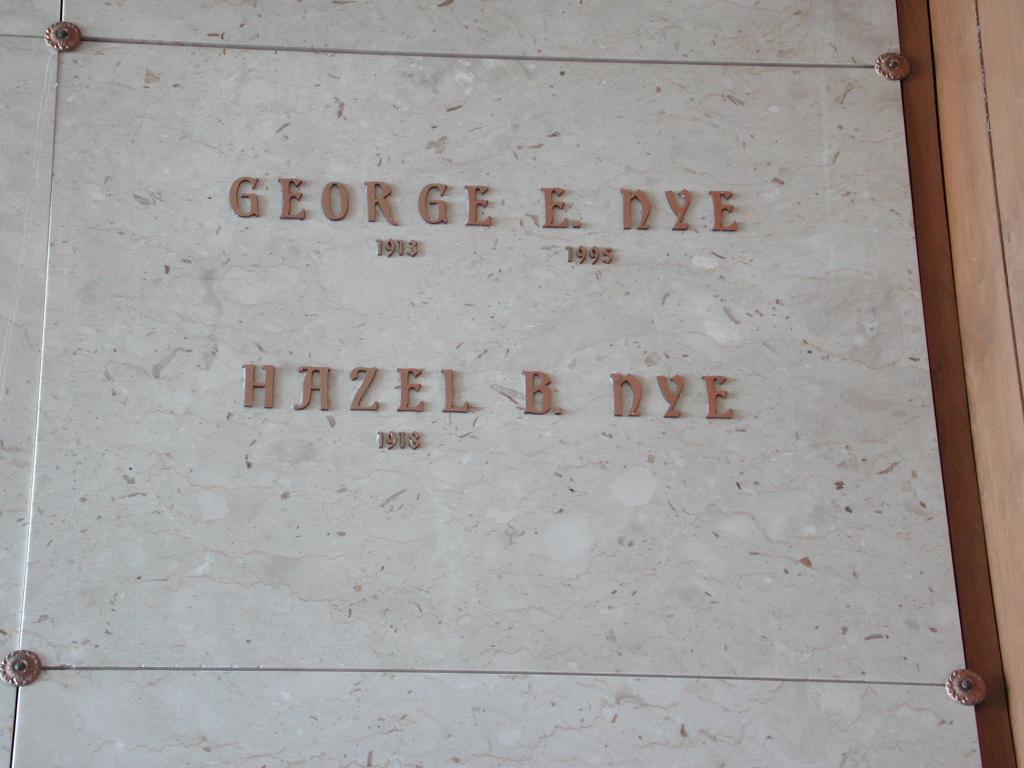 GEORGE E. NYE
1913 1995
HAZEL B. NYE
1918